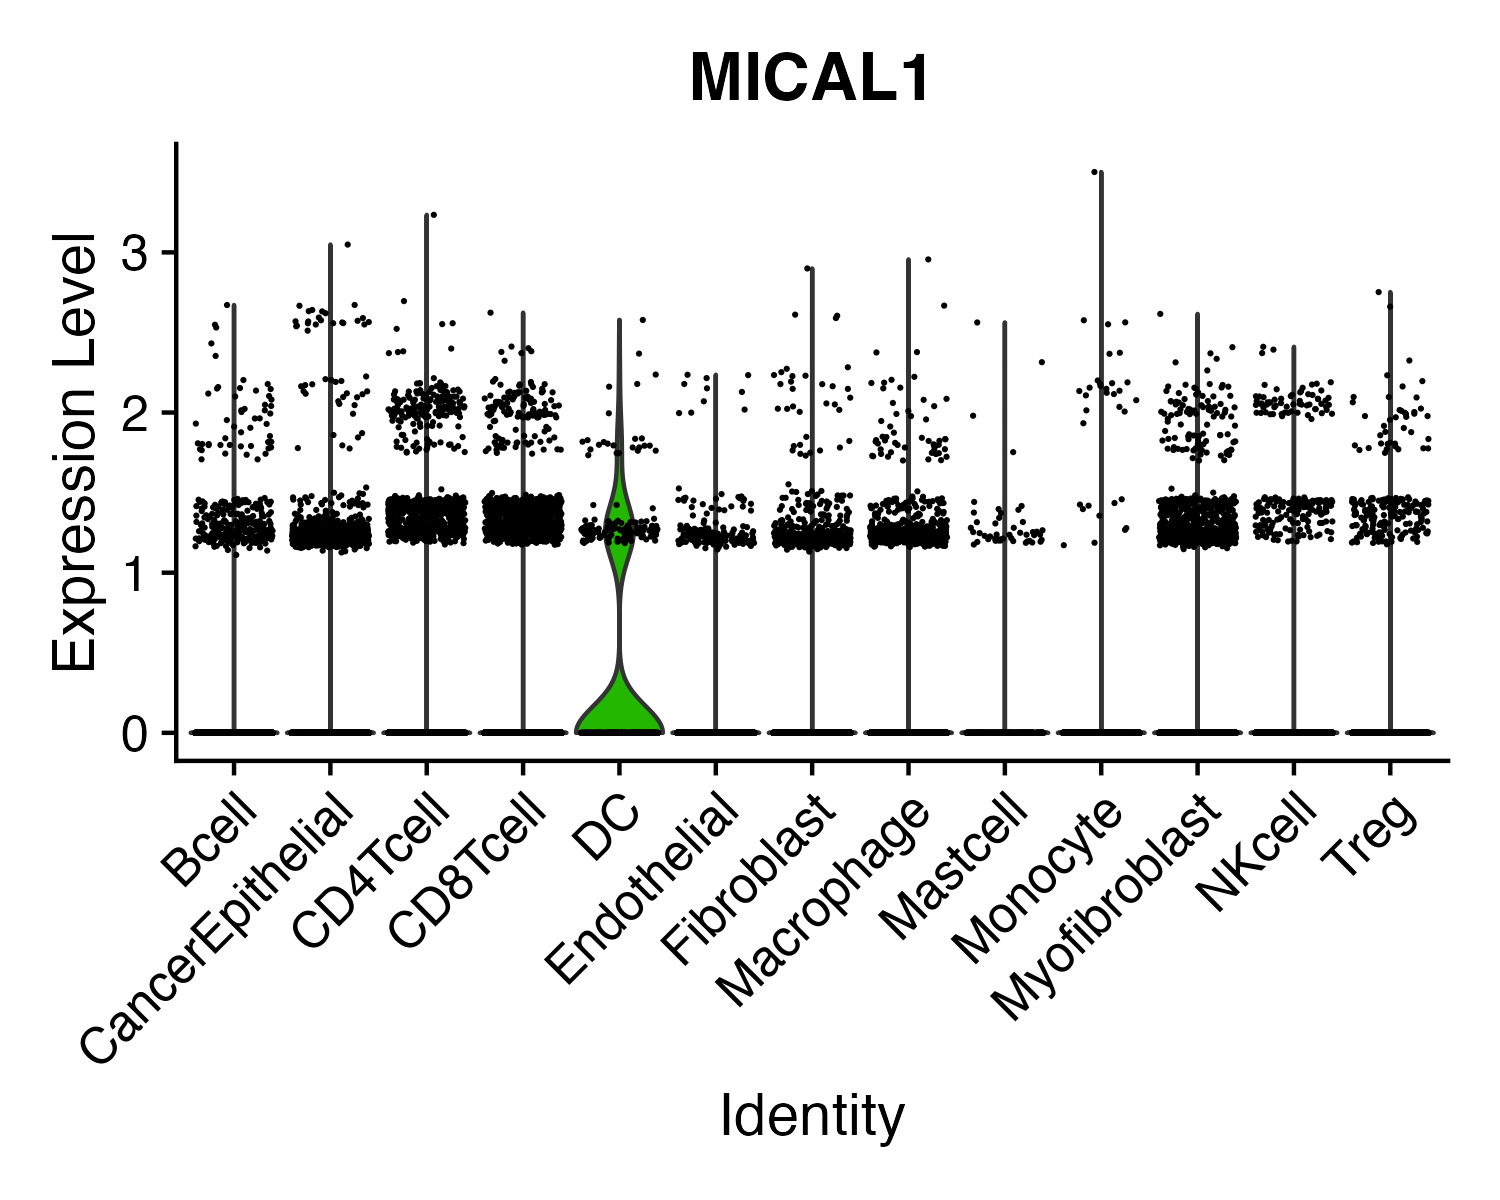 MICAL1
Expression Level
3
2
1
0
Bcell
CancerEpithelial
CD4Tcell
CD8Tcell
DC
Endothelial
Fibroblast
Macrophage
Mastcell
Monocyte
Myofibroblast
NKcell
Treg
Identity